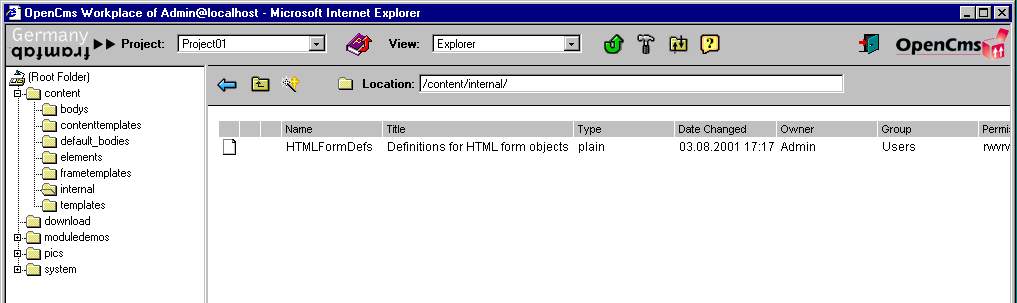 OpenCms Workplace of Admin@localhost - Microsoft Internet Explorer
Germany
framfab
Project: Project01 View: Explorer OpenCms
(Root Folder)
content
bodys
contenttemplates
default_bodies
elements
frametemplates
internal
templates
download
moduledemos
pics
system
Location: /content/internal/
Name Title Type Date Changed Owner Group Permis
HTMLFormDefs Definitions for HTML form objects plain 03.08.2001 17:17 Admin Users